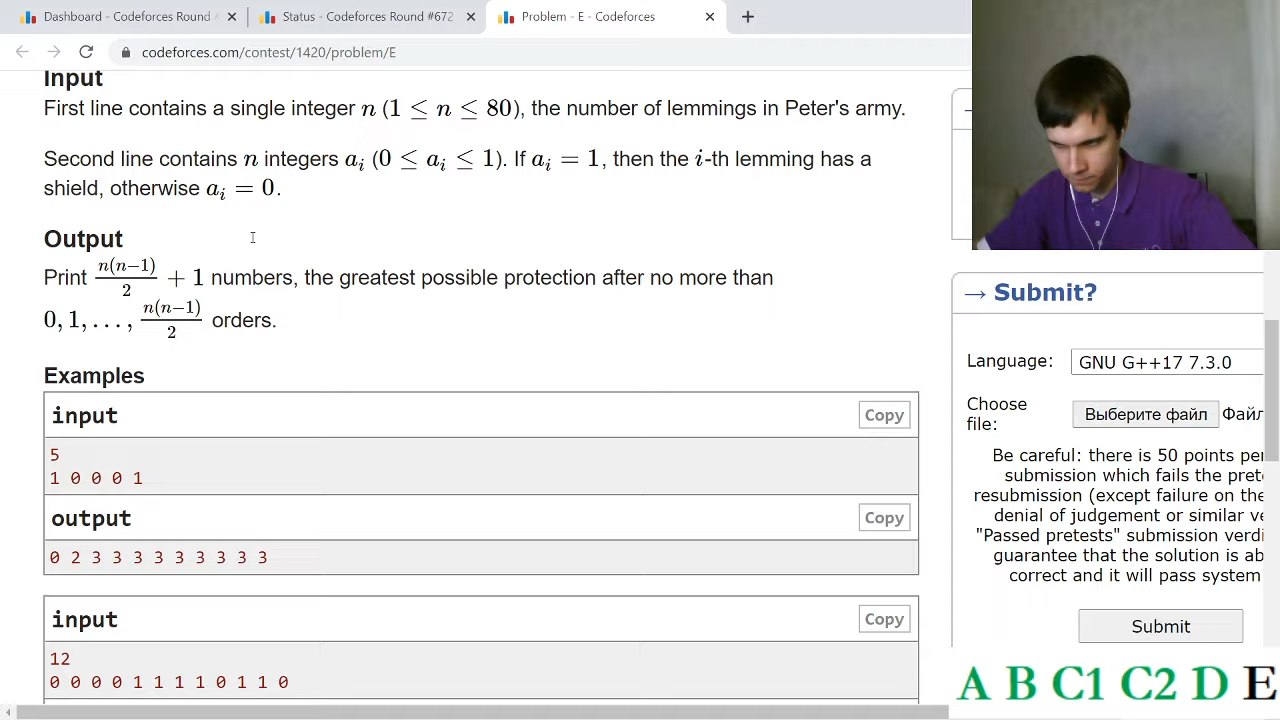 Dashboard - Codeforces Round #
Status - Codeforces Round #672
Problem - E - Codeforces
codeforces.com/contest/1420/problem/E
Input
First line contains a single integer n (1 ≤ n ≤ 80), the number of lemmings in Peter's army.
Second line contains n integers a_i (0 ≤ a_i ≤ 1). If a_i = 1, then the i-th lemming has a
shield, otherwise a_i = 0.
Output
Print n(n−1)/2 + 1 numbers, the greatest possible protection after no more than
0, 1, . . . , n(n−1)/2 orders.
Examples
input
Copy
5
1 0 0 0 1
output
Copy
0 2 3 3 3 3 3 3 3 3 3
input
Copy
12
0 0 0 0 1 1 1 1 0 1 1 0
→ Submit?
Language:
GNU G++17 7.3.0
Choose
file:
Выберите файл
Be careful: there is 50 points
submission which fails the
resubmission (except failure on the
denial of judgement or similar
"Passed pretests" submission
guarantee that the solution is
correct and it will pass system
Submit
A B C1 C2 D E